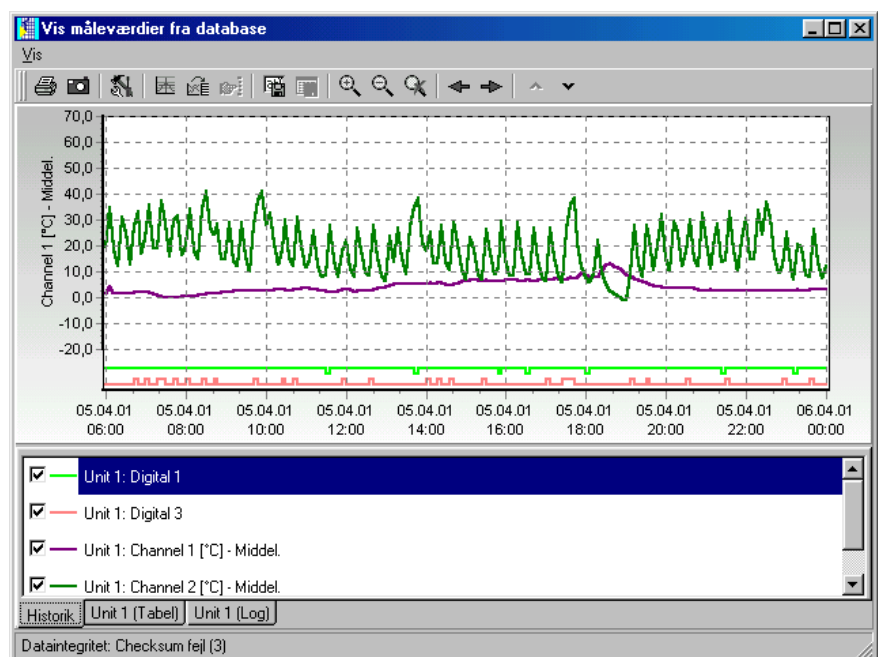 Vis måleværdier fra database
Vis
70,0
60,0
50,0
40,0
30,0
20,0
10,0
0,0
-10,0
-20,0
Channel 1 [°C] - Middel.
05.04.01 05.04.01 05.04.01 05.04.01 05.04.01 05.04.01 05.04.01 05.04.01 05.04.01 06.04.01
06:00 08:00 10:00 12:00 14:00 16:00 18:00 20:00 22:00 00:00
Unit 1: Digital 1
Unit 1: Digital 3
Unit 1: Channel 1 [°C] - Middel.
Unit 1: Channel 2 [°C] - Middel.
Historik Unit 1 (Tabel) Unit 1 (Log)
Dataintegritet: Checksum fejl (3)